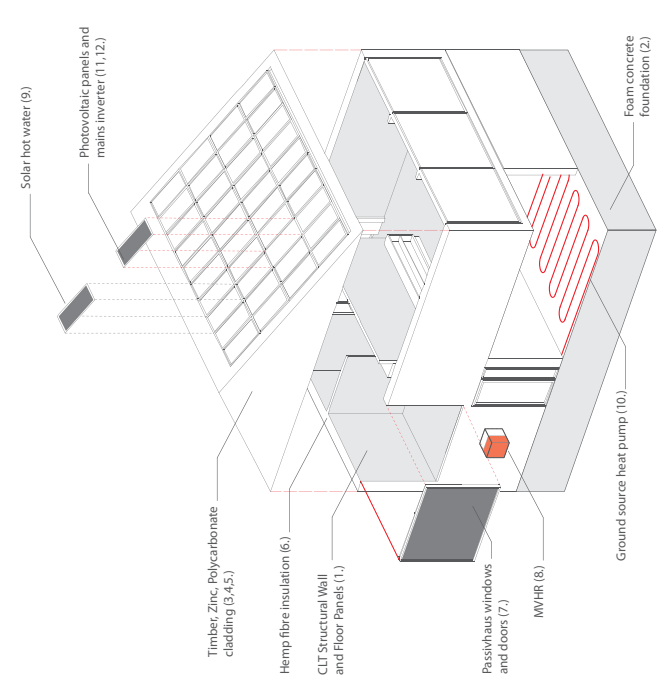 Solar hot water (9.)
Photovoltaic panels and
mains inverter (11,12.)
Timber, Zinc, Polycarbonate
cladding (3,4,5.)
Hemp fibre insulation (6.)
CLT Structural Wall
and Floor Panels (1.)
Passivhaus windows
and doors (7.)
MVHR (8.)
Ground source heat pump (10.)
Foam concrete
foundation (2.)